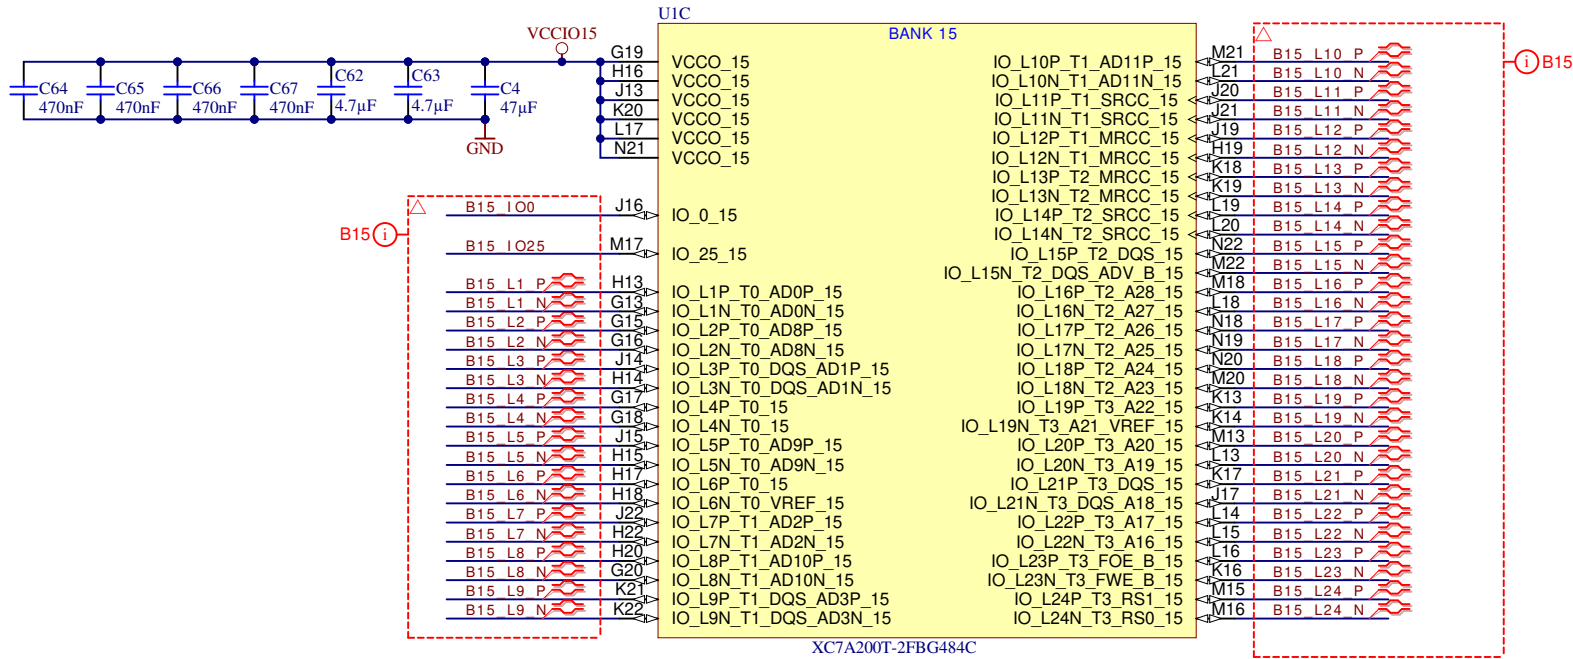 U1C
BANK 15
VCCIO15
C64
470nF
C65
470nF
C66
470nF
C67
470nF
C62
4.7µF
C63
4.7µF
C4
47µF
GND
G19 VCCO_15
H16 VCCO_15
J13 VCCO_15
K20 VCCO_15
L17 VCCO_15
N21 VCCO_15
B15 i
B15_IO0 J16 IO_0_15
B15_IO25 M17 IO_25_15
B15_L1_P H13 IO_L1P_T0_AD0P_15
B15_L1_N G13 IO_L1N_T0_AD0N_15
B15_L2_P G15 IO_L2P_T0_AD8P_15
B15_L2_N G16 IO_L2N_T0_AD8N_15
B15_L3_P J14 IO_L3P_T0_DQS_AD1P_15
B15_L3_N H14 IO_L3N_T0_DQS_AD1N_15
B15_L4_P G17 IO_L4P_T0_15
B15_L4_N G18 IO_L4N_T0_15
B15_L5_P J15 IO_L5P_T0_AD9P_15
B15_L5_N H15 IO_L5N_T0_AD9N_15
B15_L6_P H17 IO_L6P_T0_15
B15_L6_N H18 IO_L6N_T0_VREF_15
B15_L7_P J22 IO_L7P_T1_AD2P_15
B15_L7_N H22 IO_L7N_T1_AD2N_15
B15_L8_P H20 IO_L8P_T1_AD10P_15
B15_L8_N G20 IO_L8N_T1_AD10N_15
B15_L9_P K21 IO_L9P_T1_DQS_AD3P_15
B15_L9_N K22 IO_L9N_T1_DQS_AD3N_15
IO_L10P_T1_AD11P_15 M21 B15_L10_P
IO_L10N_T1_AD11N_15 L21 B15_L10_N
IO_L11P_T1_SRCC_15 J20 B15_L11_P
IO_L11N_T1_SRCC_15 J21 B15_L11_N
IO_L12P_T1_MRCC_15 J19 B15_L12_P
IO_L12N_T1_MRCC_15 H19 B15_L12_N
IO_L13P_T2_MRCC_15 K18 B15_L13_P
IO_L13N_T2_MRCC_15 K19 B15_L13_N
IO_L14P_T2_SRCC_15 L19 B15_L14_P
IO_L14N_T2_SRCC_15 L20 B15_L14_N
IO_L15P_T2_DQS_15 N22 B15_L15_P
IO_L15N_T2_DQS_ADV_B_15 M22 B15_L15_N
IO_L16P_T2_A28_15 M18 B15_L16_P
IO_L16N_T2_A27_15 L18 B15_L16_N
IO_L17P_T2_A26_15 N18 B15_L17_P
IO_L17N_T2_A25_15 N19 B15_L17_N
IO_L18P_T2_A24_15 N20 B15_L18_P
IO_L18N_T2_A23_15 M20 B15_L18_N
IO_L19P_T3_A22_15 K13 B15_L19_P
IO_L19N_T3_A21_VREF_15 K14 B15_L19_N
IO_L20P_T3_A20_15 M13 B15_L20_P
IO_L20N_T3_A19_15 L13 B15_L20_N
IO_L21P_T3_DQS_15 K17 B15_L21_P
IO_L21N_T3_DQS_A18_15 J17 B15_L21_N
IO_L22P_T3_A17_15 L14 B15_L22_P
IO_L22N_T3_A16_15 L15 B15_L22_N
IO_L23P_T3_FOE_B_15 L16 B15_L23_P
IO_L23N_T3_FWE_B_15 K16 B15_L23_N
IO_L24P_T3_RS1_15 M15 B15_L24_P
IO_L24N_T3_RS0_15 M16 B15_L24_N
i B15
XC7A200T-2FBG484C